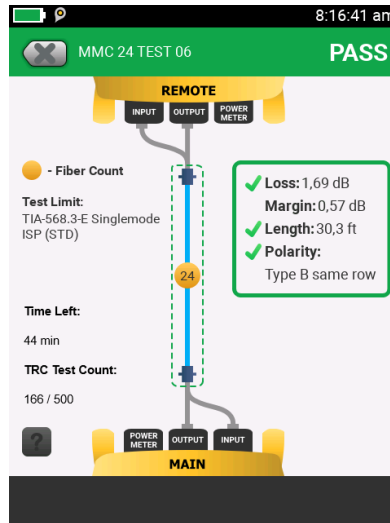 8:16:41 am
MMC 24 TEST 06
PASS
REMOTE
INPUT
OUTPUT
POWER
METER
- Fiber Count
Test Limit:
TIA-568.3-E Singlemode
ISP (STD)
Loss: 1,69 dB
Margin: 0,57 dB
Length: 30,3 ft
Polarity:
Type B same row
24
Time Left:
44 min
TRC Test Count:
166 / 500
?
POWER
METER
OUTPUT
INPUT
MAIN